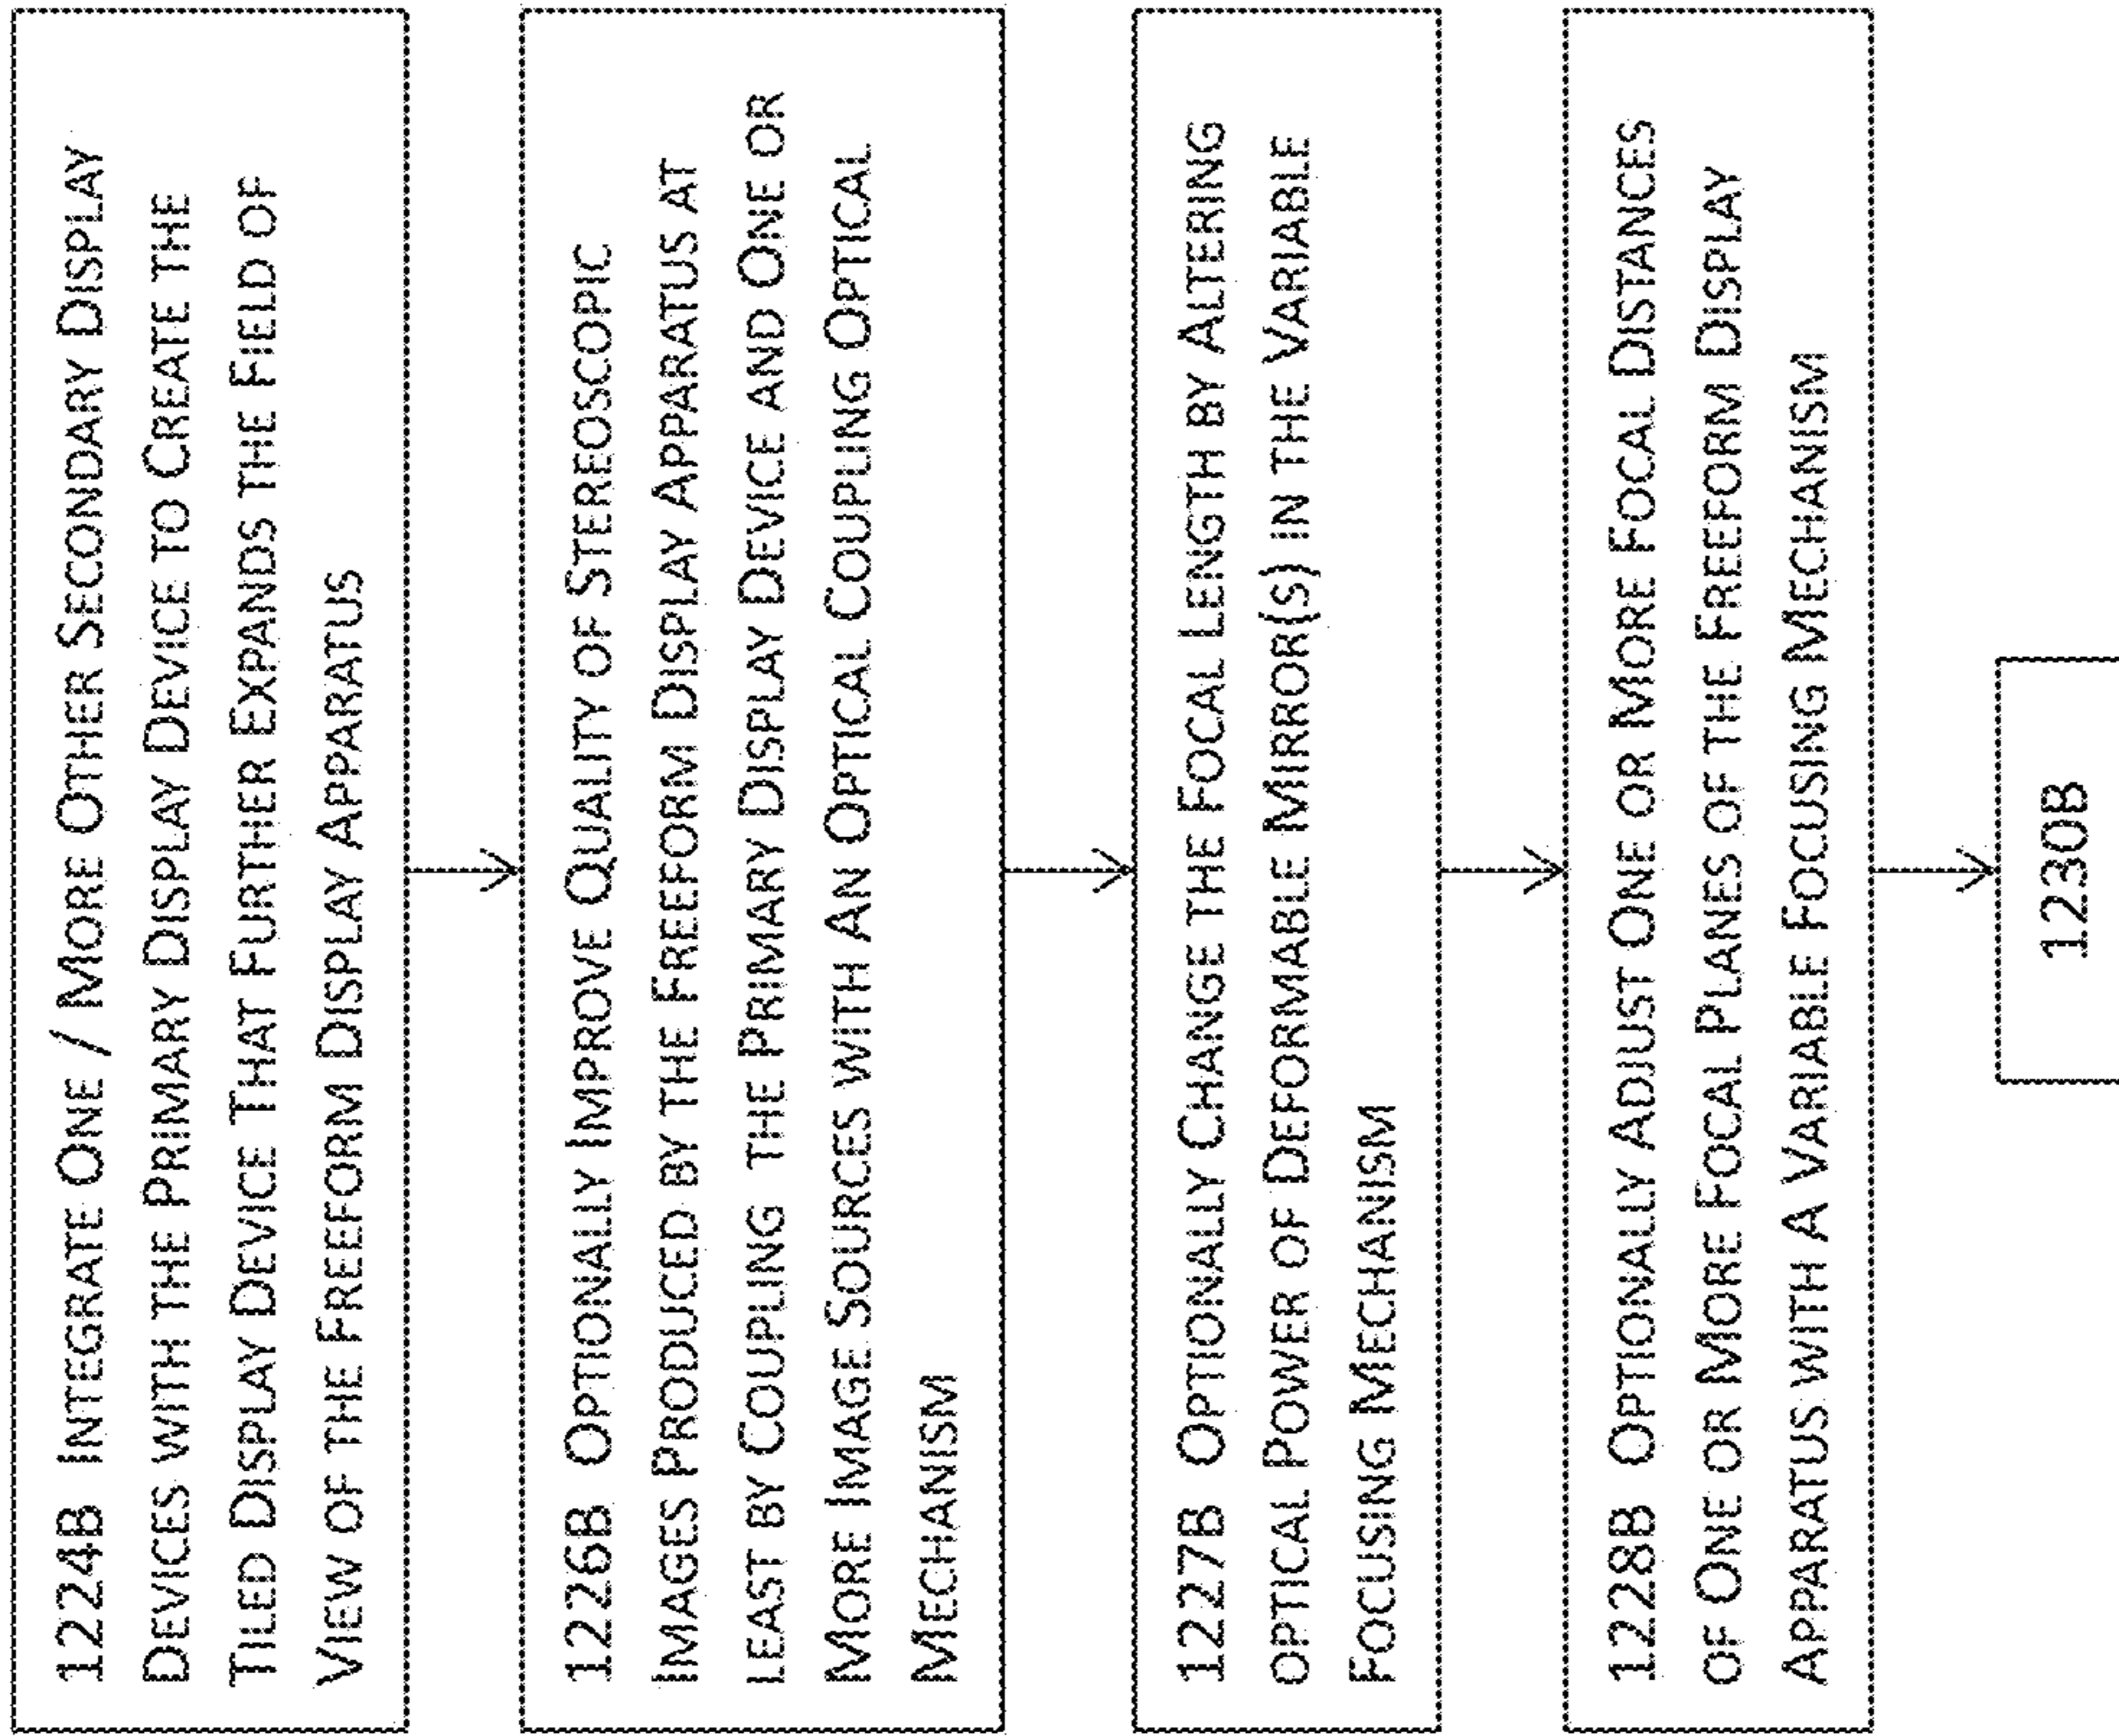 1224B Integrate One / More Other Secondary Display
Devices with the Primary Display Device to Create the
Tiled Display Device That Further Expands the Field of
View of the Freeform Display Apparatus
1226B Optionally Improve Quality of Stereoscopic
Images Produced by the Freeform Display Apparatus at
least by Coupling the Primary Display Device and One or
More Image Sources with An Optical Coupling Optical
Mechanism
1227B Optionally Change the Focal Length by Altering
optical Power of Deformable Mirror(s) in the Variable
Focusing Mechanism
1228B Optionally Adjust One or More Focal Distances
of One or More Focal Planes of the Freeform Display
Apparatus with A Variable Focusing Mechanism
1230B